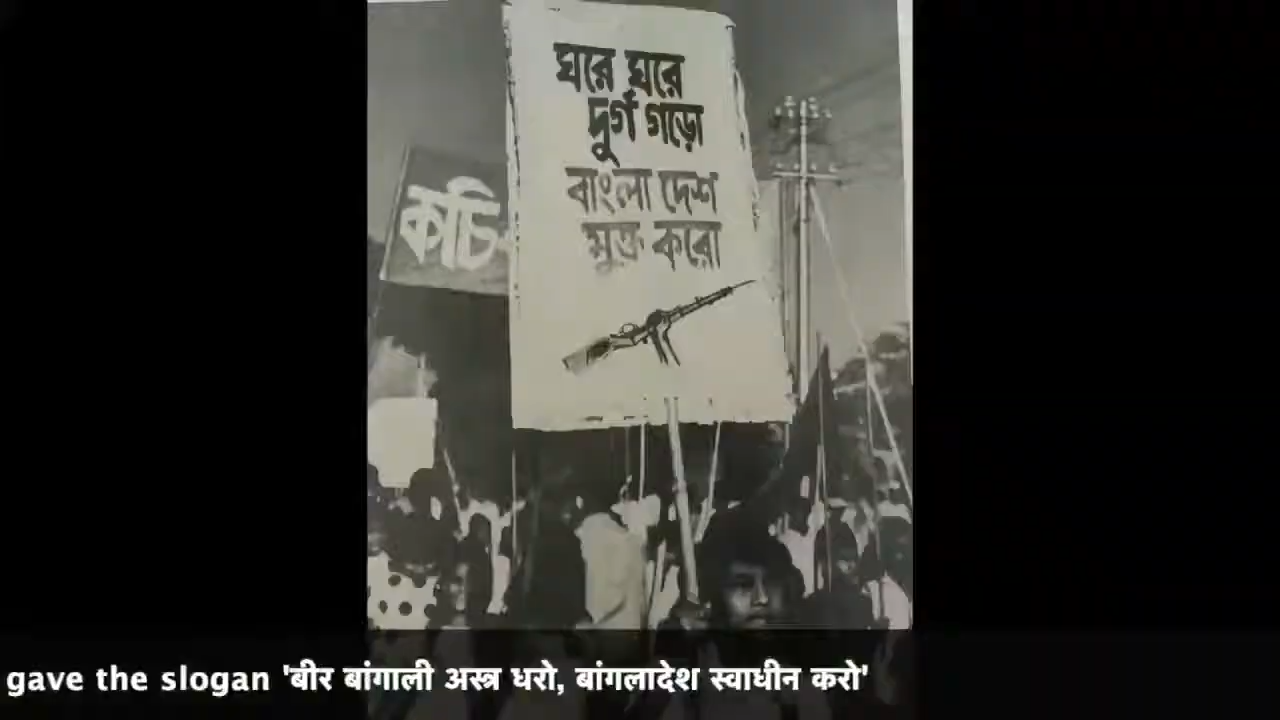 ঘরে ঘরে
দুর্গ গড়ো
বাংলা দেশ
মুক্ত করো
কচি
gave the slogan 'बीर बांगाली अस्त्र धरो, बांगलादेश स्वाधीन करो'